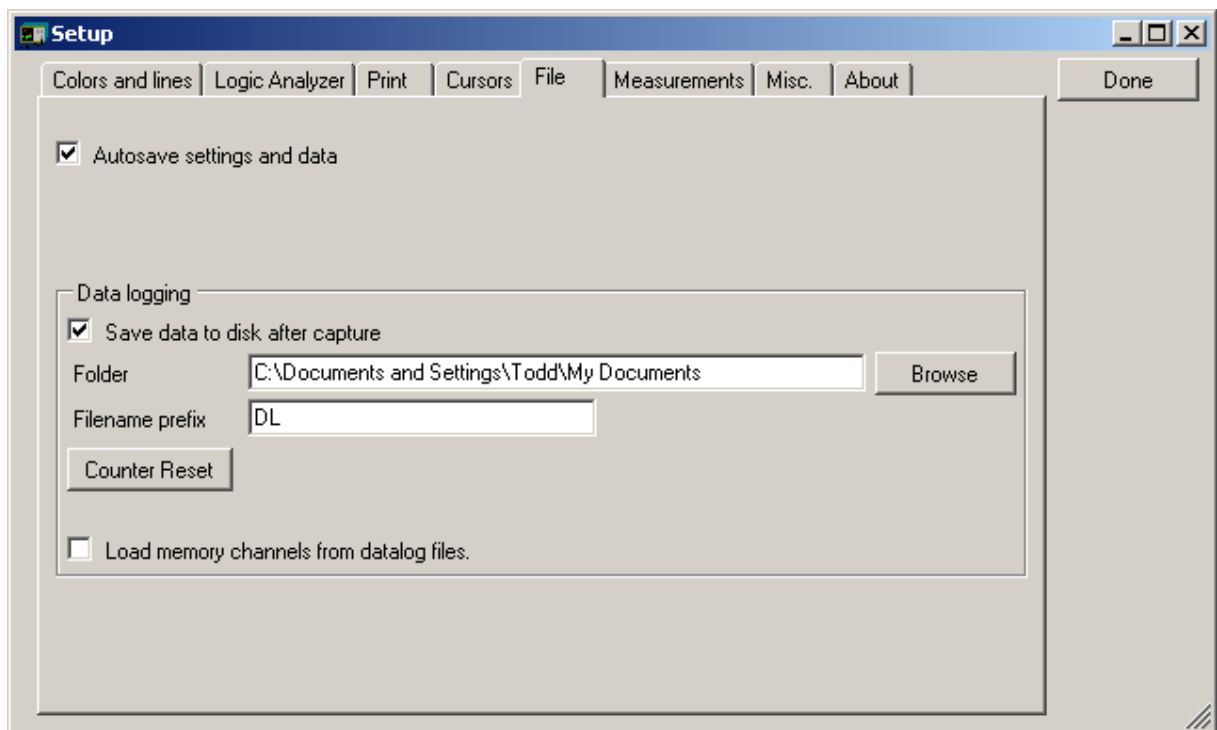 Setup
Colors and lines Logic Analyzer Print Cursors File Measurements Misc. About Done
Autosave settings and data
Data logging
Save data to disk after capture
Folder C:\Documents and Settings\Todd\My Documents Browse
Filename prefix DL
Counter Reset
Load memory channels from datalog files.